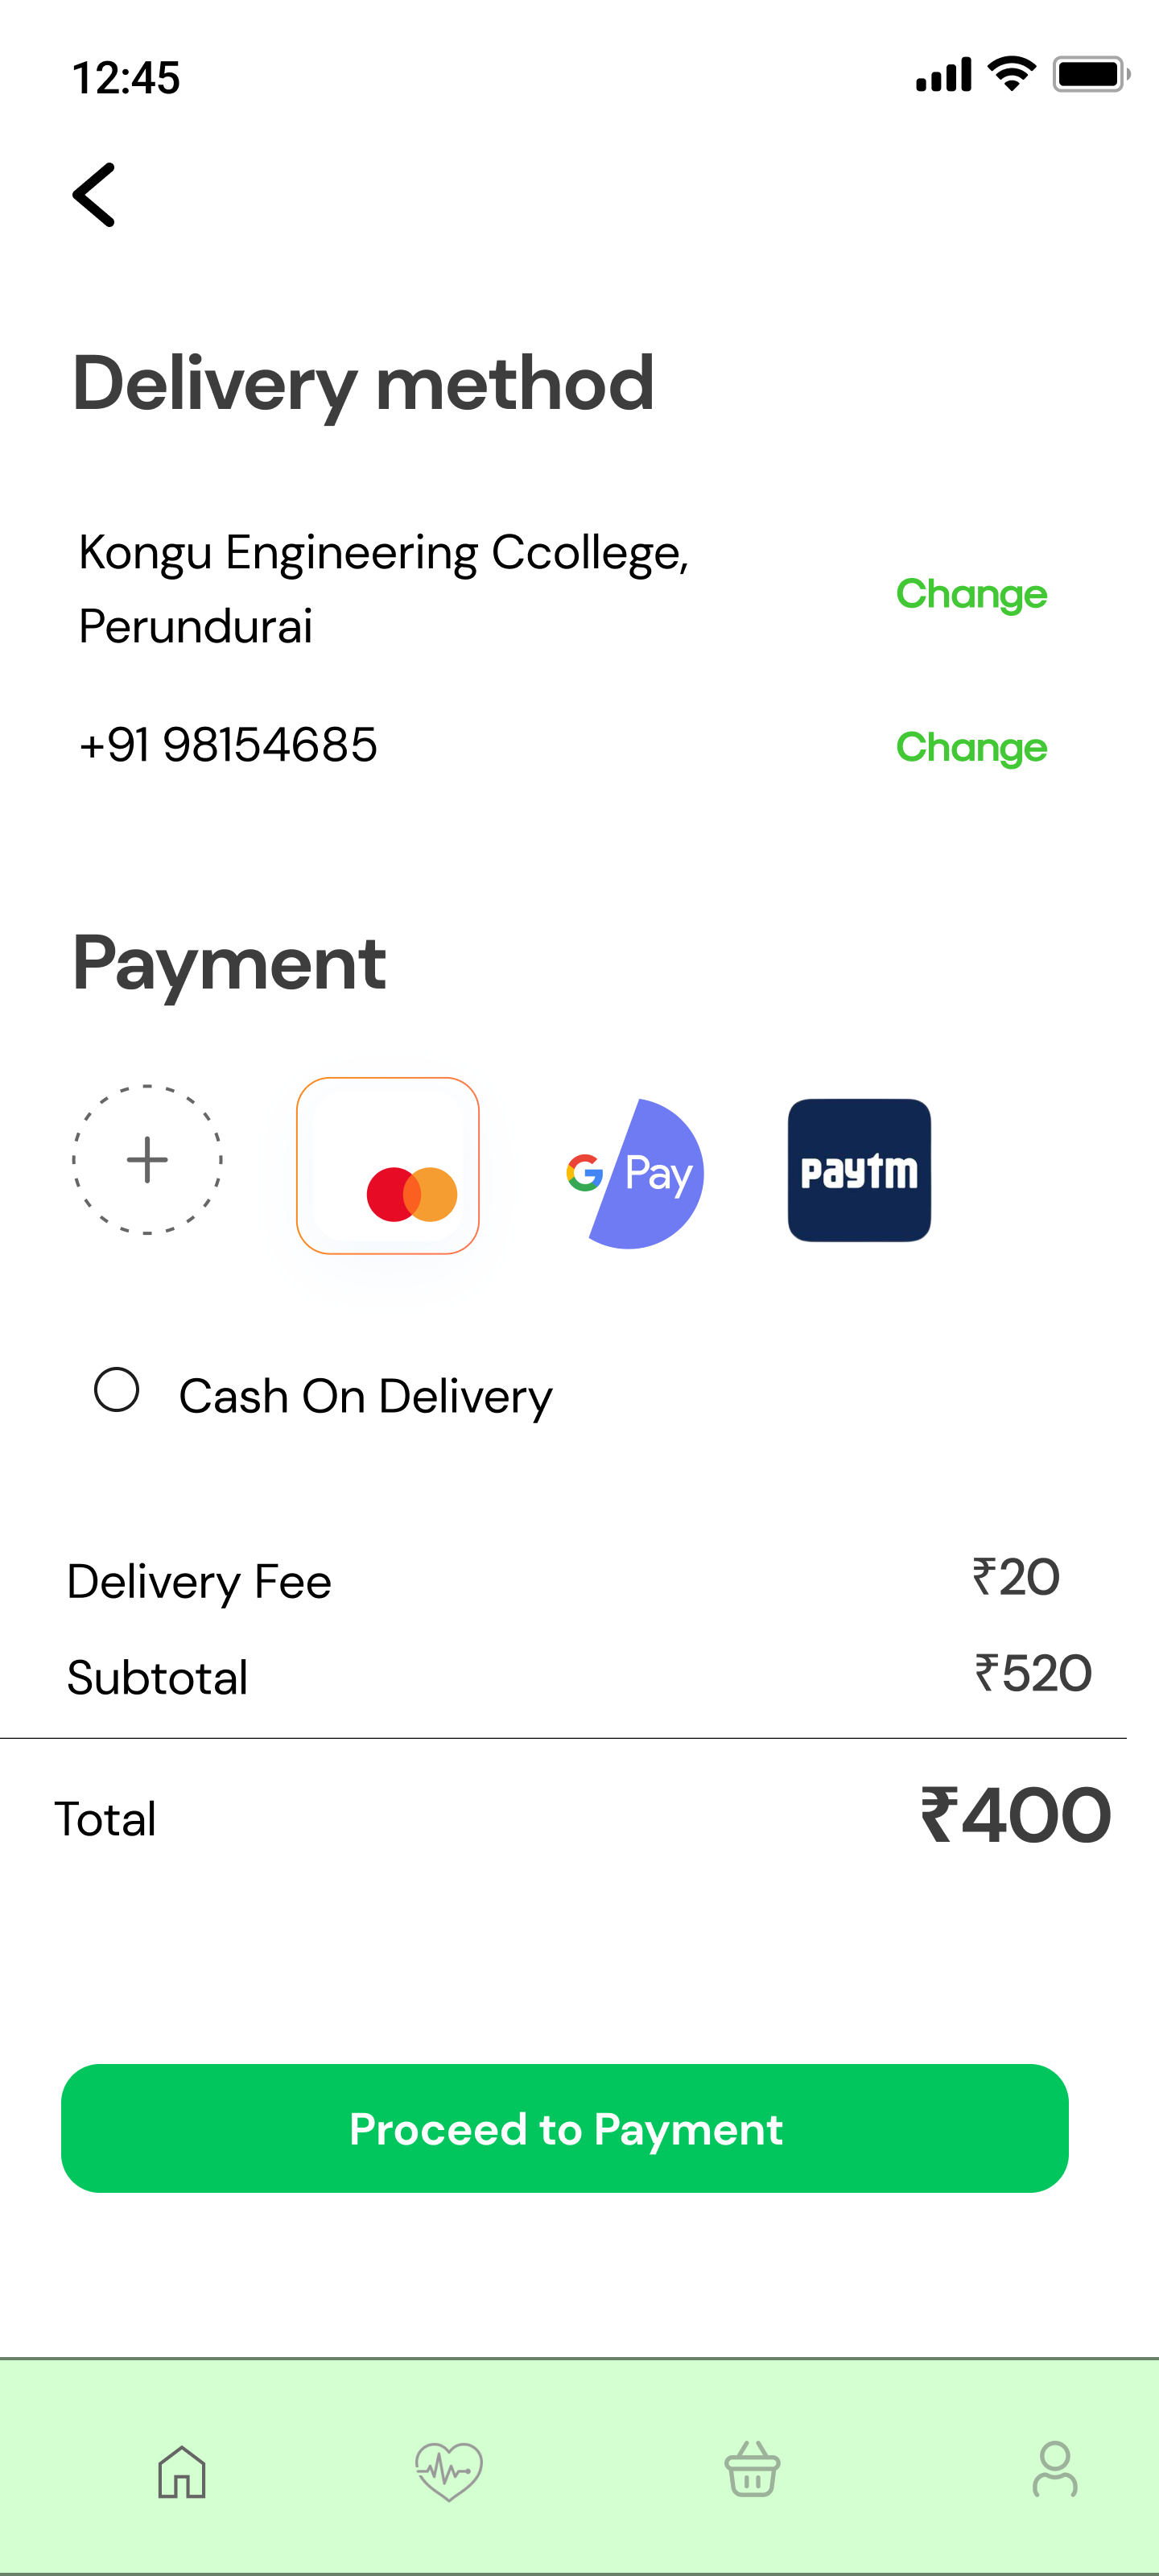 12:45
Delivery method
Kongu Engineering Ccollege,
Perundurai
Change
+91 98154685
Change
Payment
G Pay
paytm
Cash On Delivery
Delivery Fee
₹20
Subtotal
₹520
Total
₹400
Proceed to Payment